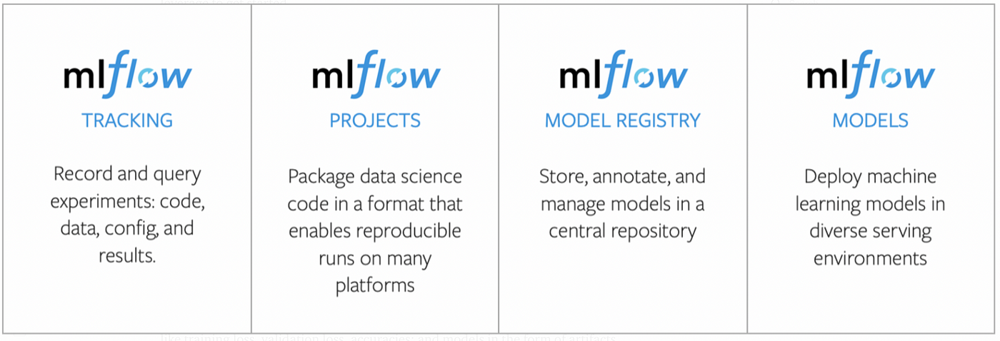 mlflow
TRACKING
Record and query
experiments: code,
data, config, and
results.
mlflow
PROJECTS
Package data science
code in a format that
enables reproducible
runs on many
platforms
mlflow
MODEL REGISTRY
Store, annotate, and
manage models in a
central repository
mlflow
MODELS
Deploy machine
learning models in
diverse serving
environments
like training loss, validation loss, accuracies; and models in the form of artifacts